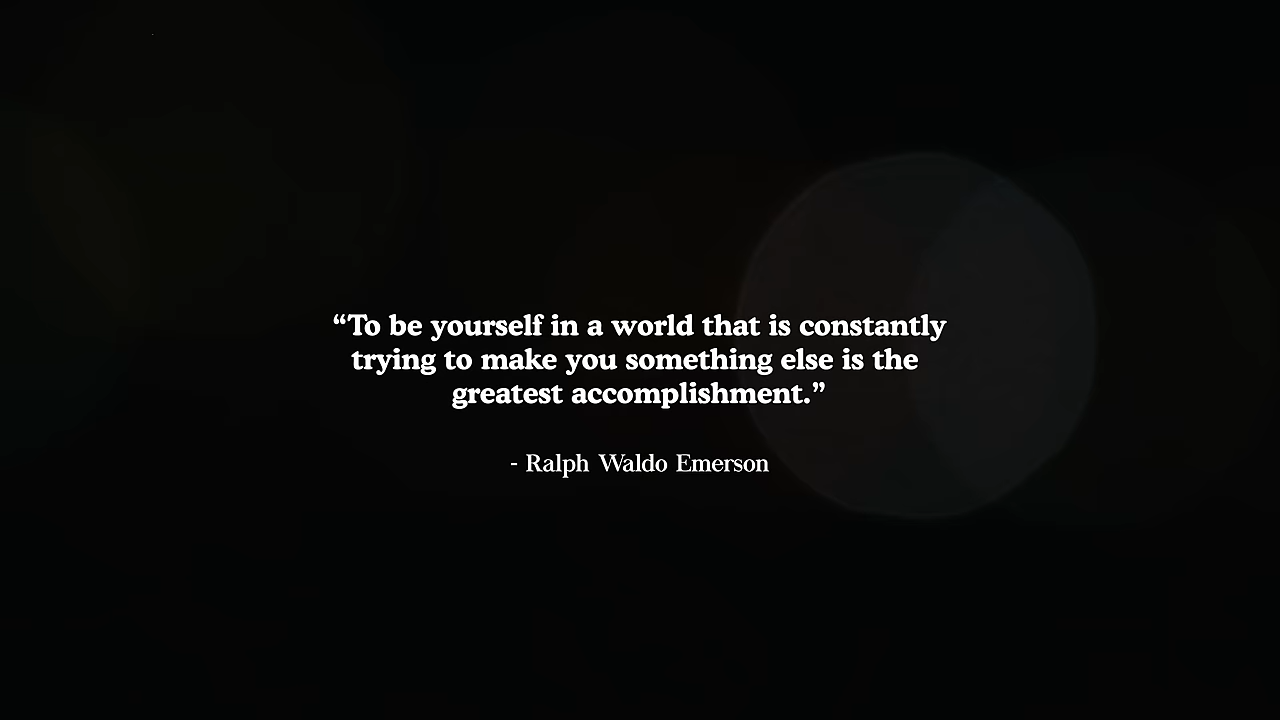 “To be yourself in a world that is constantly
trying to make you something else is the
greatest accomplishment.”
- Ralph Waldo Emerson